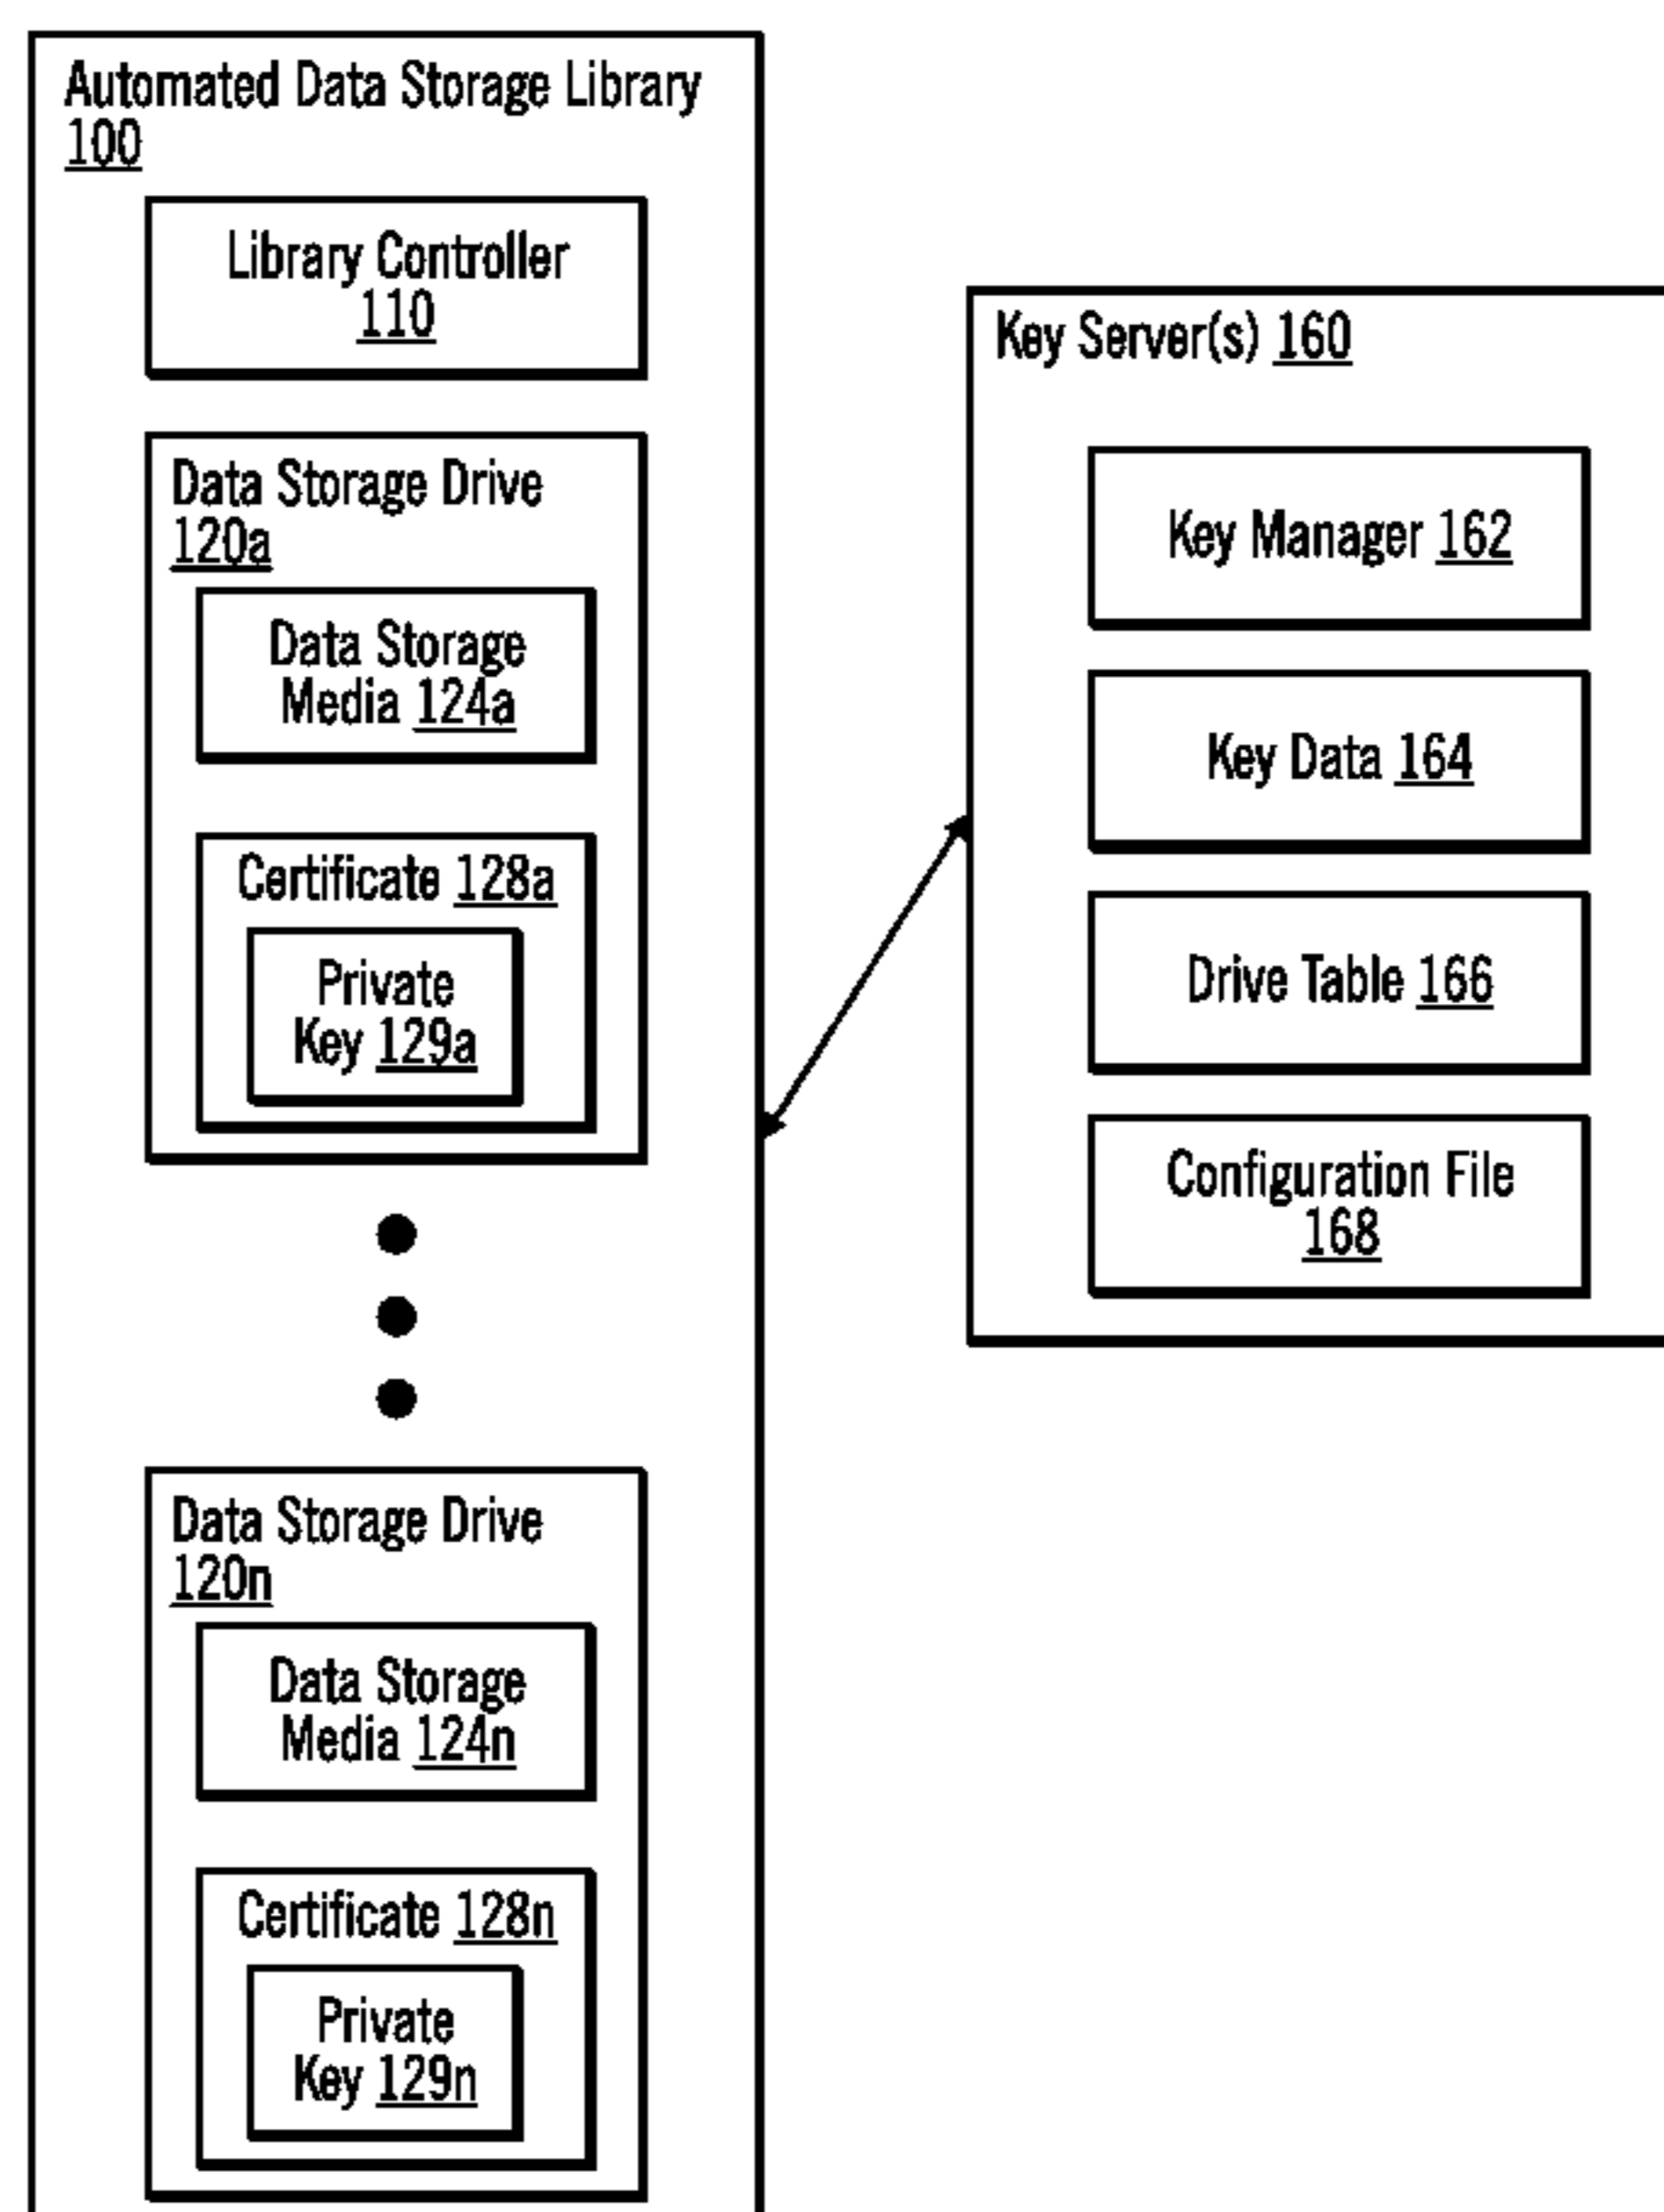 Automated Data Storage Library
100
Library Controller
110
Data Storage Drive
120a
Data Storage
Media 124a
Certificate 128a
Private
Key 129a
Data Storage Drive
120n
Data Storage
Media 124n
Certificate 128n
Private
Key 129n
Key Server(s) 160
Key Manager 162
Key Data 164
Drive Table 166
Configuration File
168